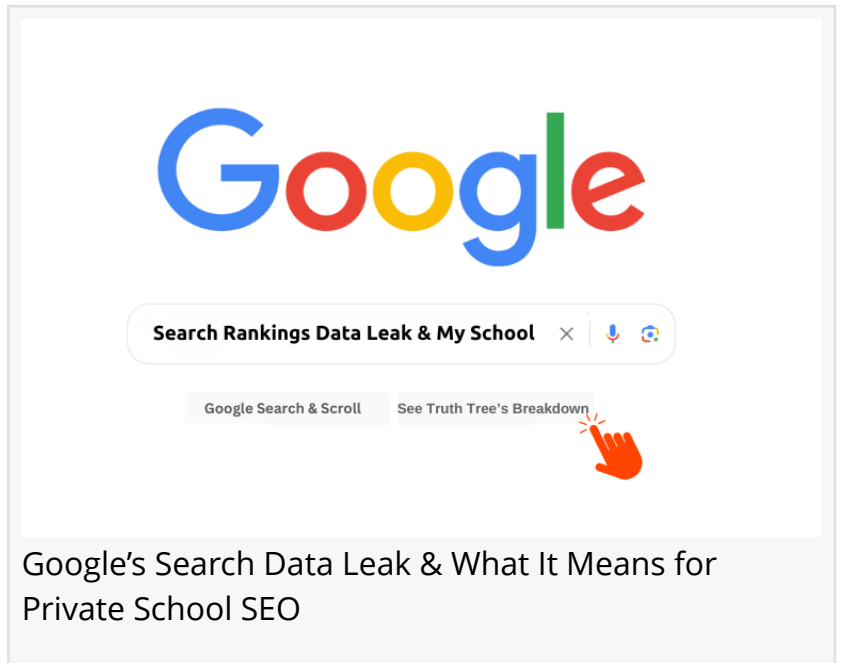 Google
Search Rankings Data Leak & My School
Google Search & Scroll See Truth Tree's Breakdown
Google’s Search Data Leak & What It Means for
Private School SEO